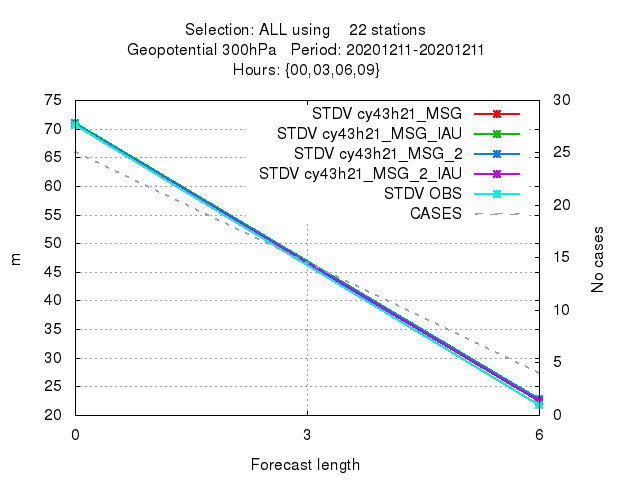 Selection: ALL using    22 stations
Geopotential 300hPa   Period: 20201211-20201211
Hours: {00,03,06,09}
75
70
65
60
55
50
45
40
35
30
25
20
m
30
25
20
15
10
5
0
No cases
STDV cy43h21_MSG
STDV cy43h21_MSG_IAU
STDV cy43h21_MSG_2
STDV cy43h21_MSG_2_IAU
STDV OBS
CASES
0 3 6
Forecast length